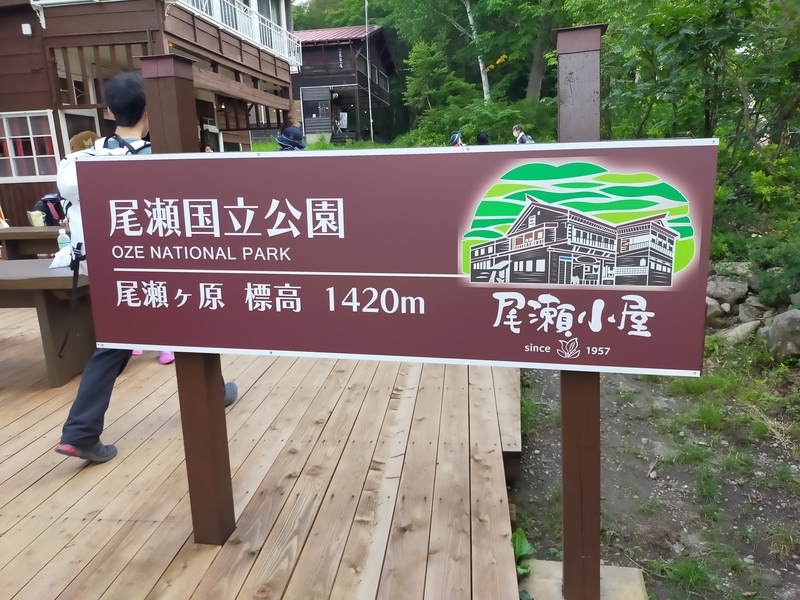 尾瀬国立公園
OZE NATIONAL PARK
尾瀬ヶ原 標高 1420m
尾瀬小屋
since 1957